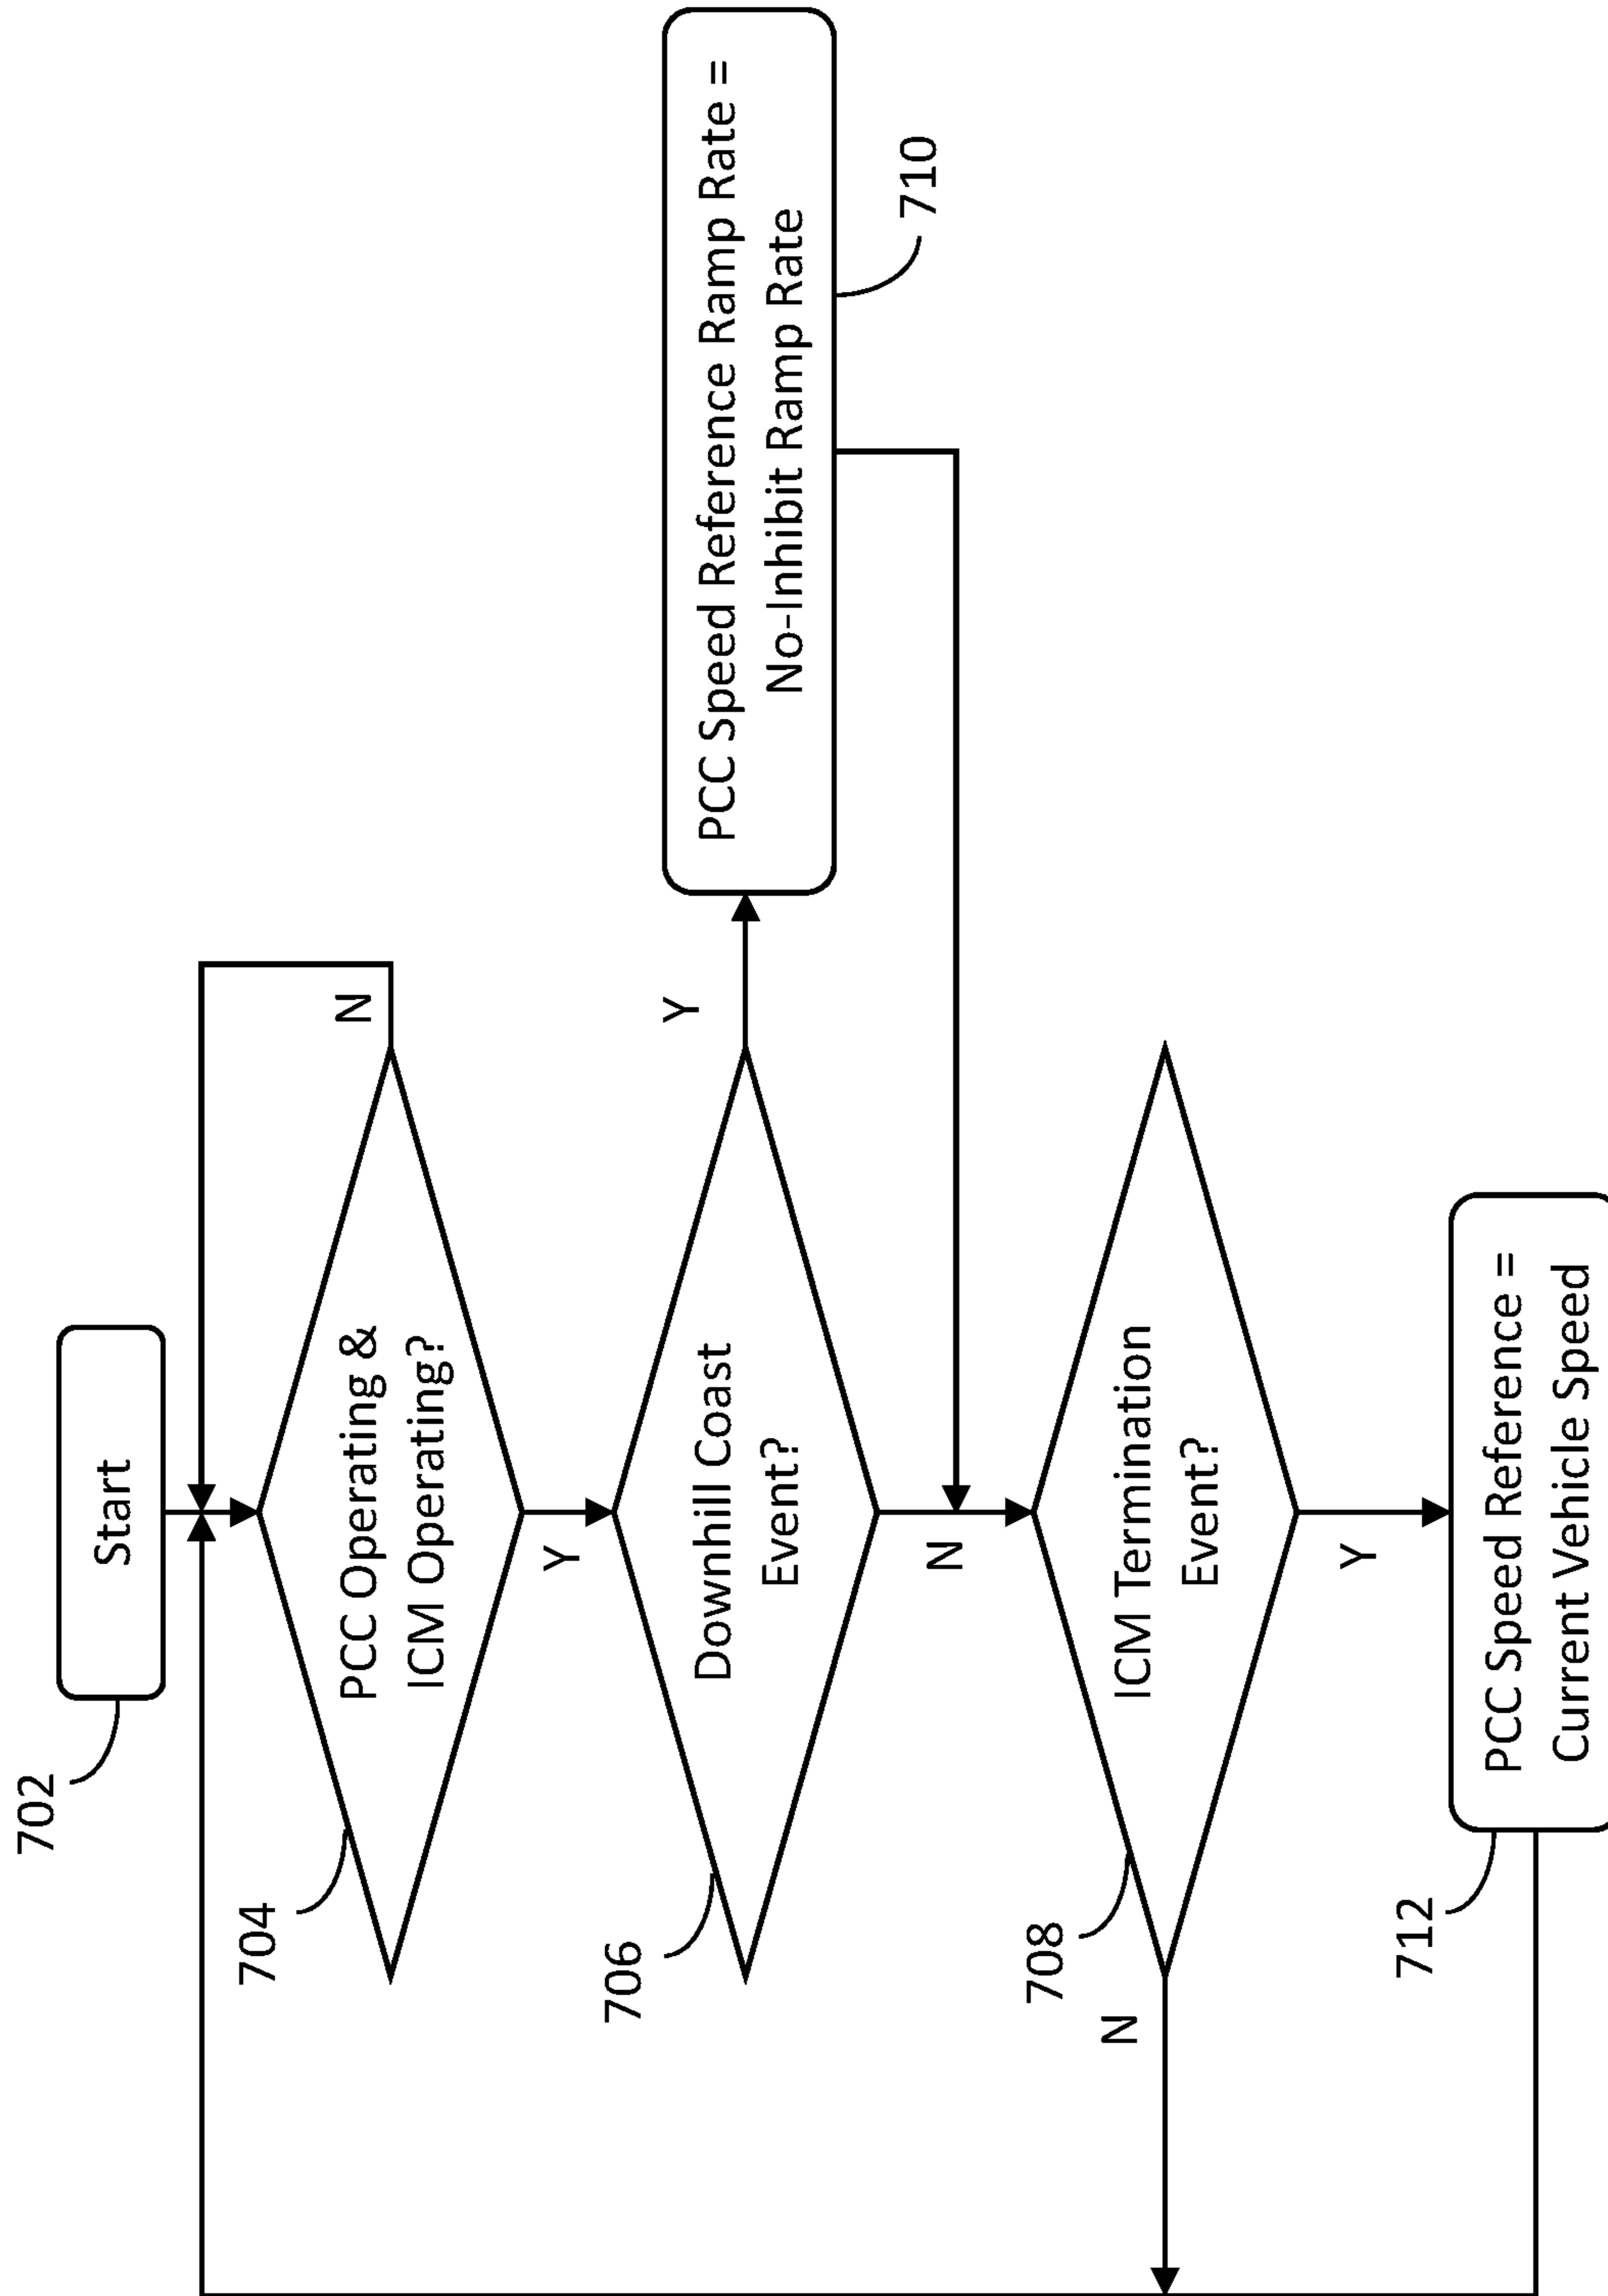 702
Start
704
PCC Operating &
ICM Operating?
N
Y
706
Downhill Coast
Event?
Y
PCC Speed Reference Ramp Rate =
No-Inhibit Ramp Rate
710
N
708
ICM Termination
Event?
N
Y
712
PCC Speed Reference =
Current Vehicle Speed